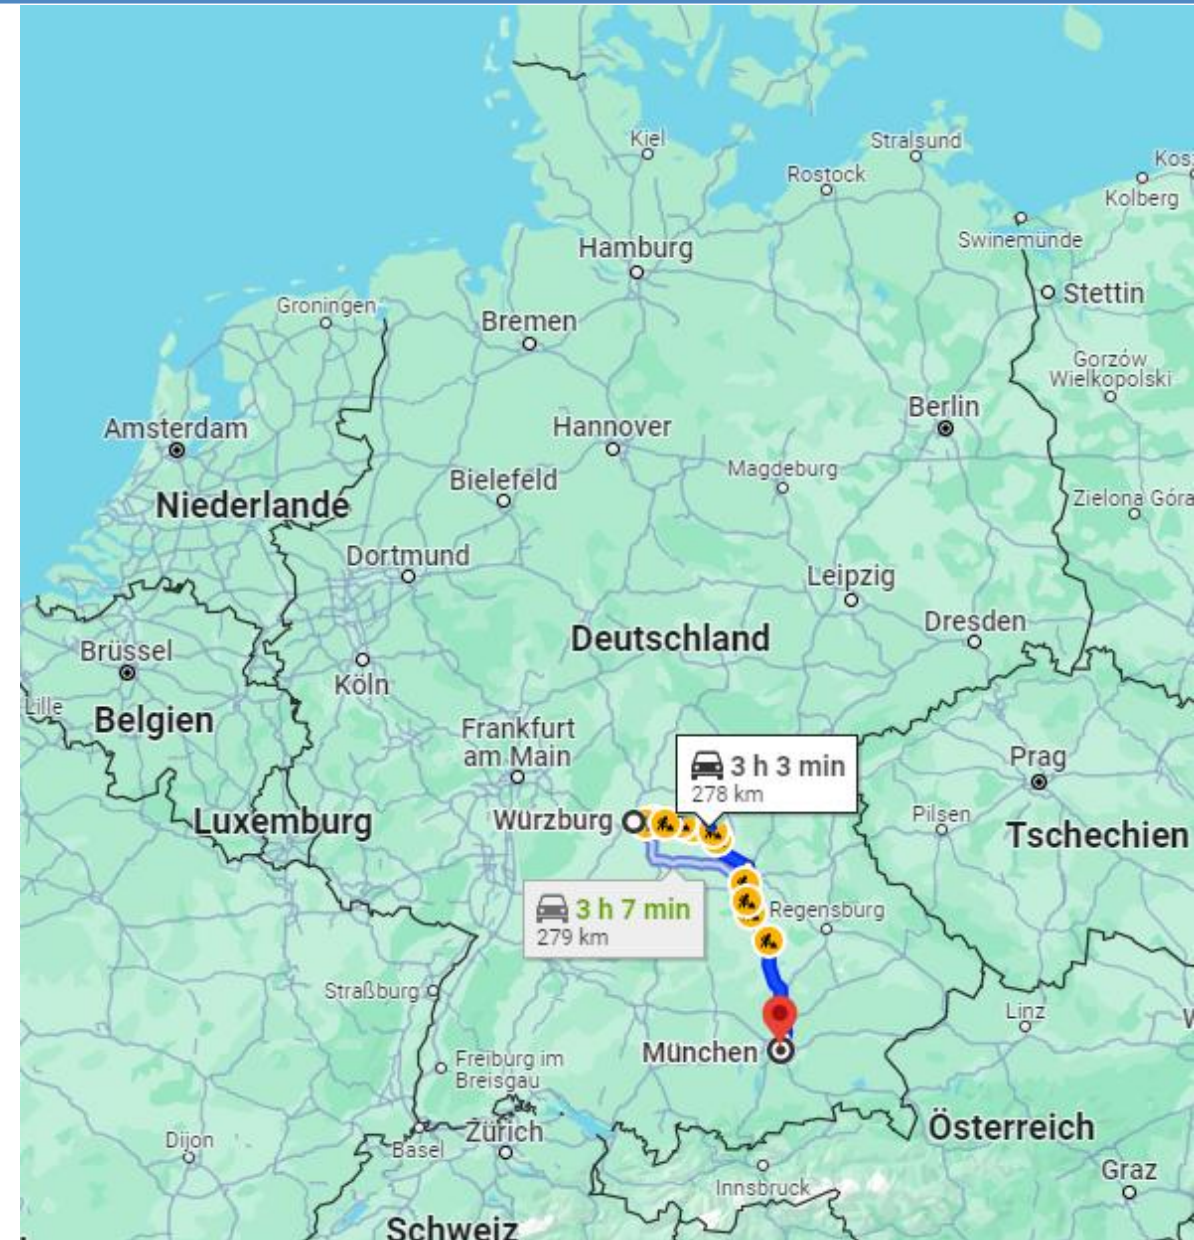 Kiel
Stralsund
Rostock
Kolberg
Swinemünde
Hamburg
Stettin
Groningen
Bremen
Gorzów
Wielkopolski
Berlin
Amsterdam
Hannover
Magdeburg
Bielefeld
Niederlande
Zielona Góra
Dortmund
Leipzig
Dresden
Deutschland
Brüssel
Köln
Lille
Belgien
Frankfurt
am Main
Prag
3 h 3 min
278 km
Pilsen
Luxemburg
Würzburg
Tschechien
3 h 7 min
279 km
Regensburg
Straßburg
Linz
München
Freiburg im
Breisgau
Österreich
Zürich
Dijon
Basel
Graz
Innsbruck
Schweiz